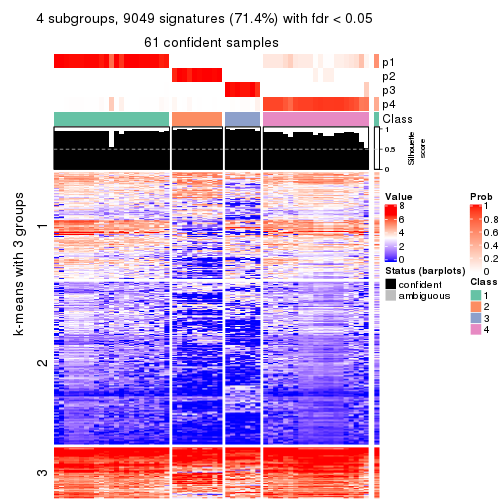 4 subgroups, 9049 signatures (71.4%) with fdr < 0.05
61 confident samples
p1
p2
p3
p4
Class
1
0.5
0
Silhouette
score
k-means with 3 groups
1
2
3
Value
8
6
4
2
0
Status (barplots)
confident
ambiguous
Prob
1
0.8
0.6
0.4
0.2
0
Class
1
2
3
4